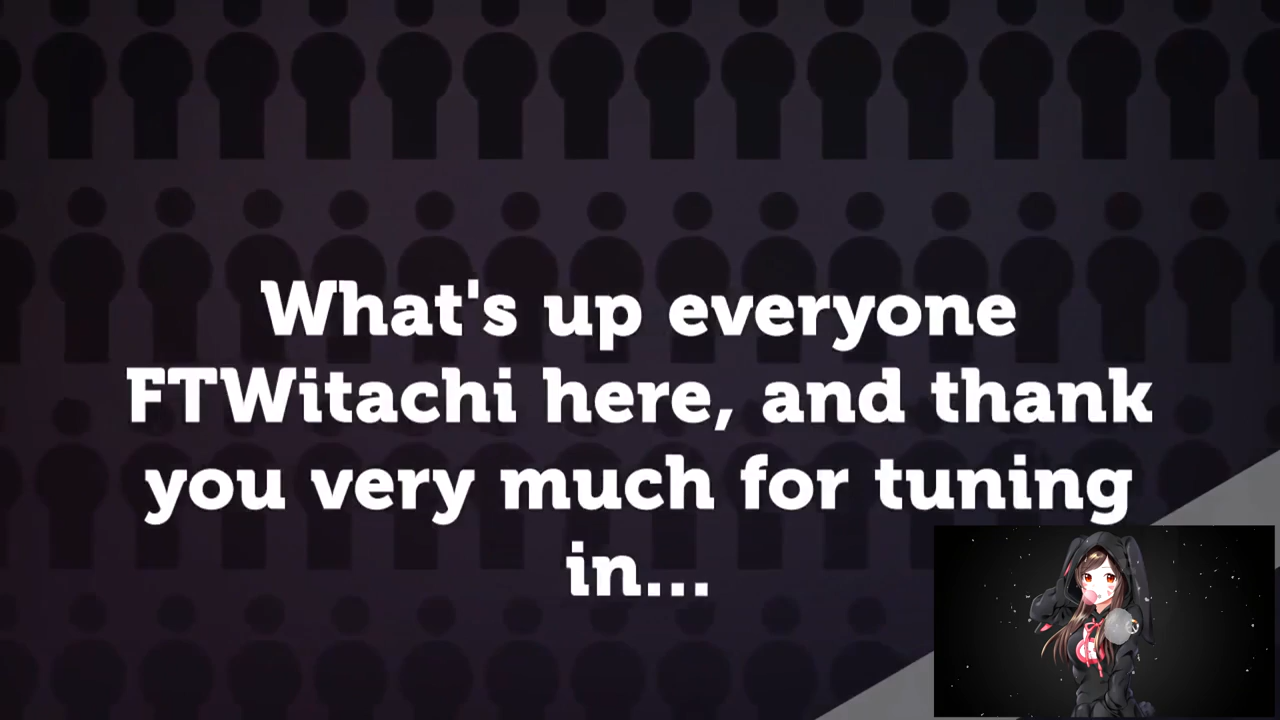 What's up everyone
FTWitachi here, and thank
you very much for tuning
in...